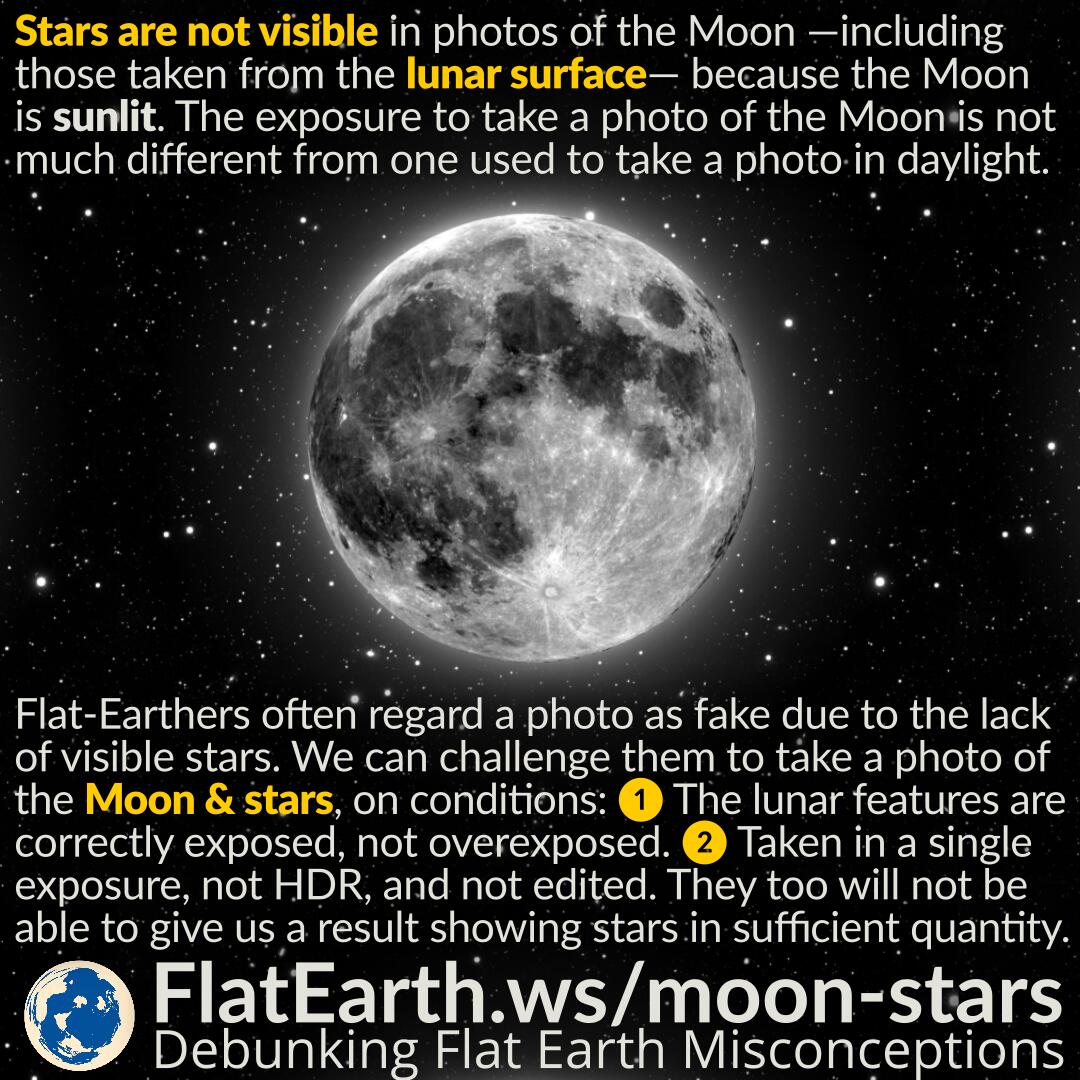 Stars are not visible in photos of the Moon —including
those taken from the lunar surface— because the Moon
is sunlit. The exposure to take a photo of the Moon is not
much different from one used to take a photo in daylight.
Flat-Earthers often regard a photo as fake due to the lack
of visible stars. We can challenge them to take a photo of
the Moon & stars, on conditions: 1 The lunar features are
correctly exposed, not overexposed. 2 Taken in a single
exposure, not HDR, and not edited. They too will not be
able to give us a result showing stars in sufficient quantity.
FlatEarth.ws/moon-stars
Debunking Flat Earth Misconceptions